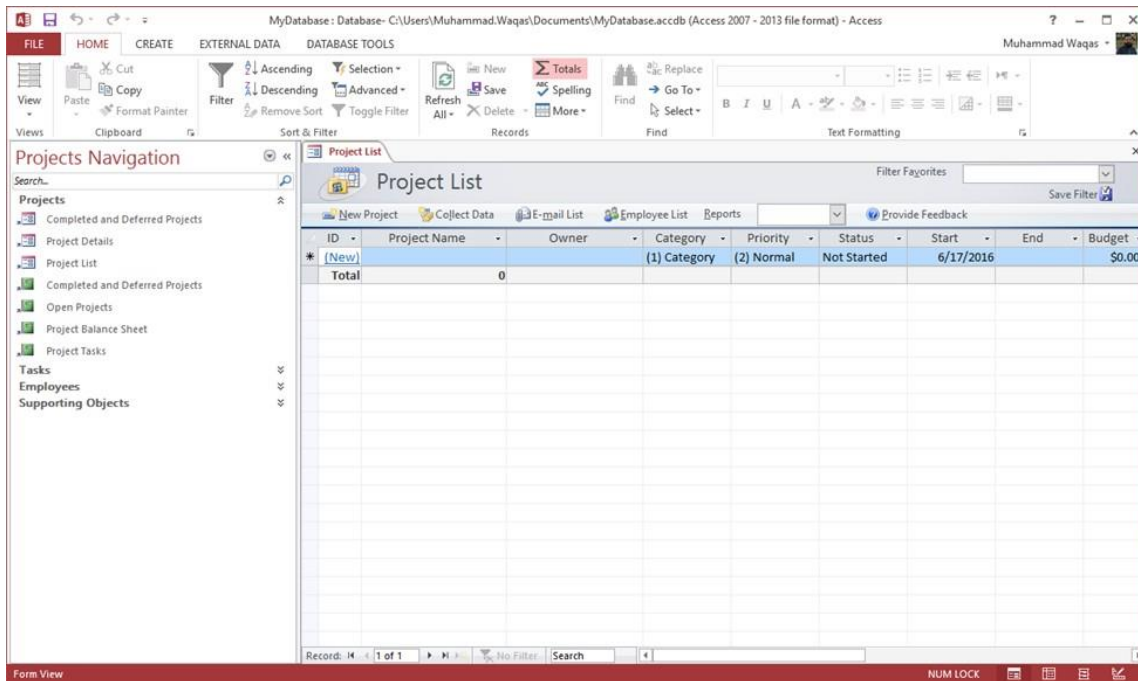 MyDatabase : Database- C:\Users\Muhammad.Waqas\Documents\MyDatabase.accdb (Access 2007 - 2013 file format) - Access
FILE HOME CREATE EXTERNAL DATA DATABASE TOOLS Muhammad Waqas
View
Views
Paste Cut
Copy
Format Painter
Clipboard
Filter Ascending Selection
Descending Advanced
Remove Sort Toggle Filter
Sort & Filter
Refresh All New Totals
Save Spelling
Delete More
Records
Find Replace
Go To
Select
Find
B I U A
Text Formatting
Projects Navigation
Search...
Projects
Completed and Deferred Projects
Project Details
Project List
Completed and Deferred Projects
Open Projects
Project Balance Sheet
Project Tasks
Tasks
Employees
Supporting Objects
Project List
Project List
Filter Favorites
Save Filter
New Project Collect Data E-mail List Employee List Reports Provide Feedback
ID Project Name Owner Category Priority Status Start End Budget
* (New) (1) Category (2) Normal Not Started 6/17/2016 $0.00
Total 0
Record: 1 of 1 No Filter Search
Form View NUM LOCK